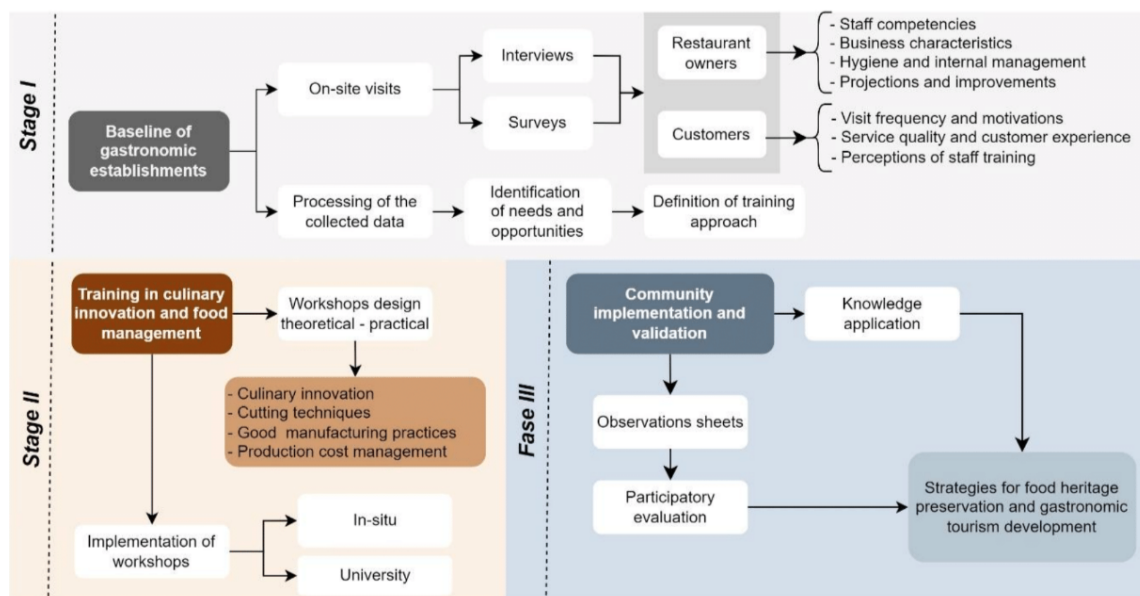 Stage I
Baseline of
gastronomic
establishments
On-site visits
Interviews
Surveys
Restaurant
owners
- Staff competencies
- Business characteristics
- Hygiene and internal management
- Projections and improvements
Customers
- Visit frequency and motivations
- Service quality and customer experience
- Perceptions of staff training
Processing of the
collected data
Identification
of needs and
opportunities
Definition of training
approach
Stage II
Training in culinary
innovation and food
management
Workshops design
theoretical - practical
- Culinary innovation
- Cutting techniques
- Good manufacturing practices
- Production cost management
Implementation of
workshops
In-situ
University
Fase III
Community
implementation and
validation
Knowledge
application
Observations sheets
Participatory
evaluation
Strategies for food heritage
preservation and gastronomic
tourism development